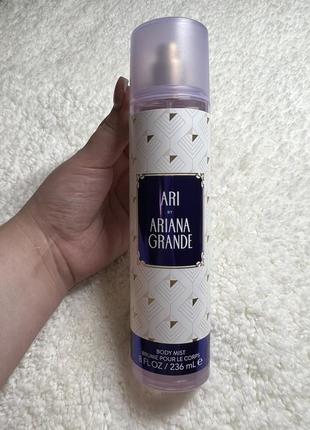 ARI
BY
ARIANA
GRANDE
BODY MIST
BRUME POUR LE CORPS
8 FL OZ / 236 mL ℮